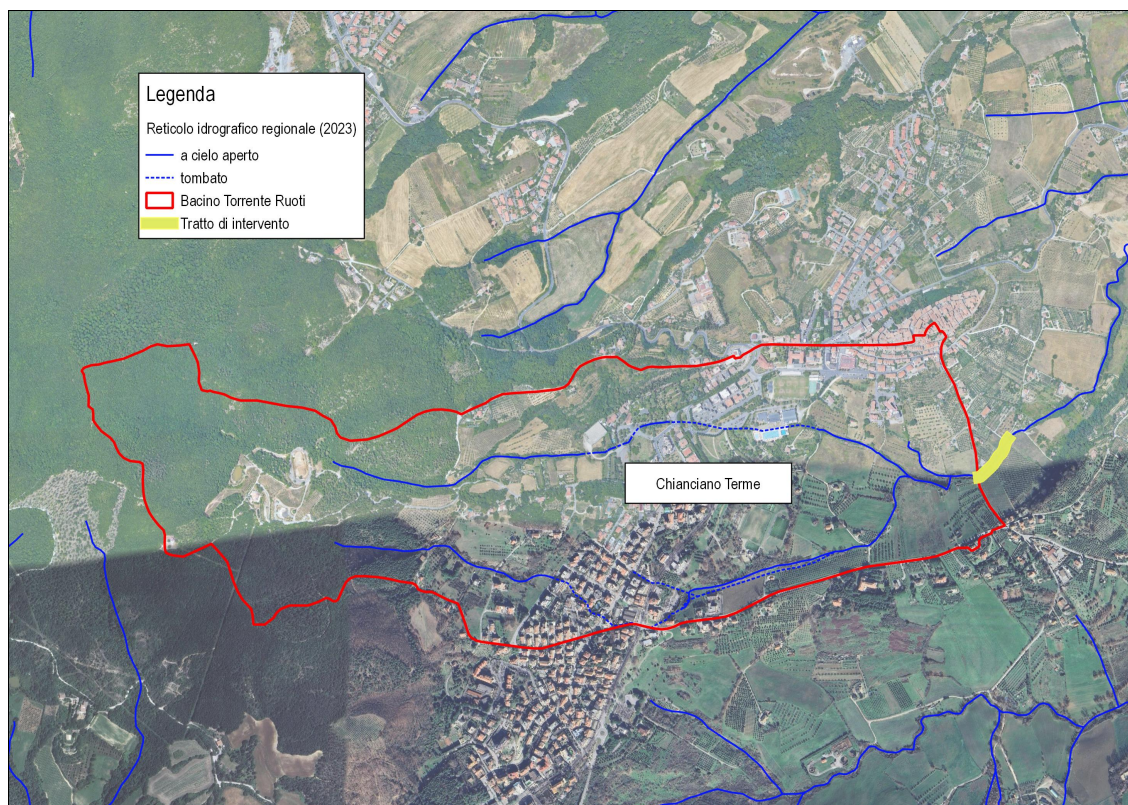 Legenda
Reticolo idrografico regionale (2023)
a cielo aperto
tombato
Bacino Torrente Ruoti
Tratto di intervento
Chianciano Terme